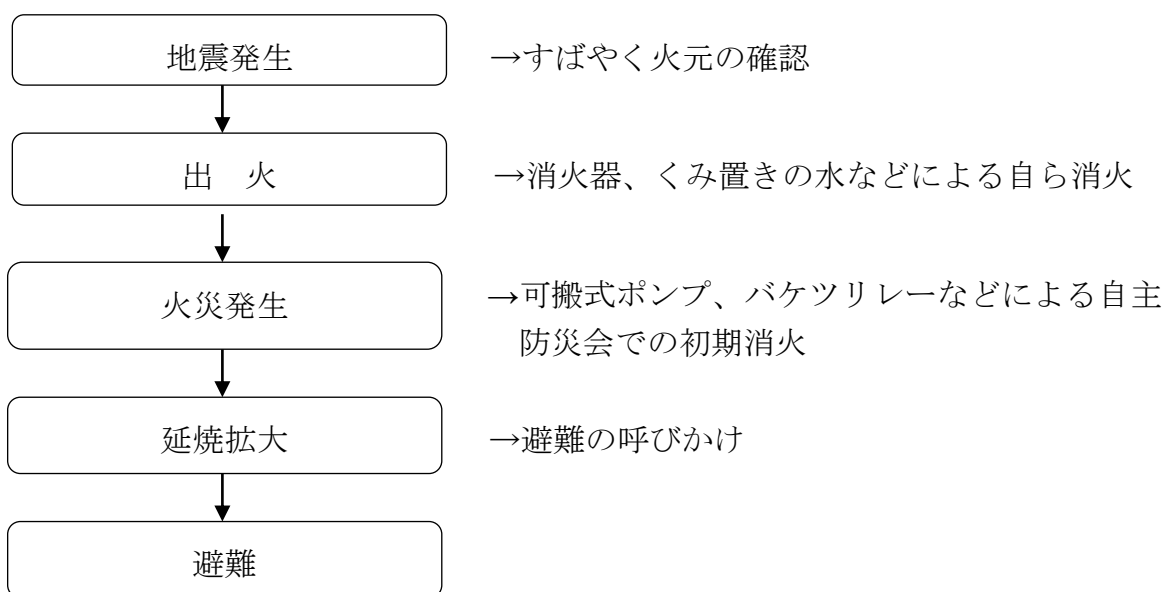 地震発生 →すばやく火元の確認
出　火 →消火器、くみ置きの水などによる自ら消火
火災発生 →可搬式ポンプ、バケツリレーなどによる自主
防災会での初期消火
延焼拡大 →避難の呼びかけ
避難